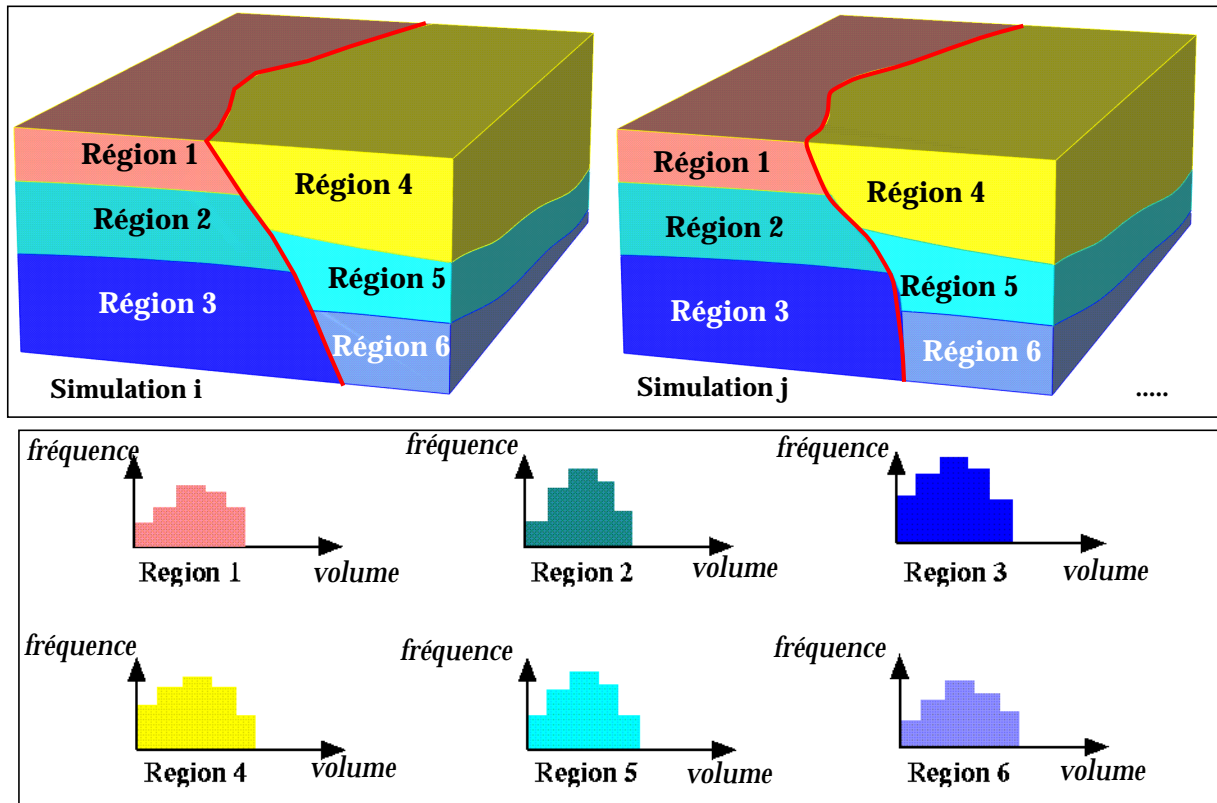 Région 1
Région 4
Région 2
Région 5
Région 3
Région 6
Simulation i
Région 1
Région 4
Région 2
Région 5
Région 3
Région 6
Simulation j
.....
fréquence
volume
Region 1
fréquence
volume
Region 2
fréquence
volume
Region 3
fréquence
volume
Region 4
fréquence
volume
Region 5
fréquence
volume
Region 6